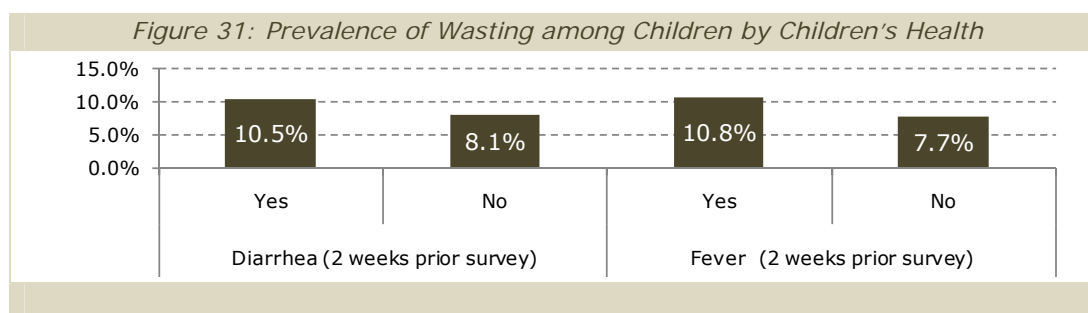 Figure 31: Prevalence of Wasting among Children by Children's Health
15.0%
10.0%
5.0%
0.0%
10.5%
8.1%
10.8%
7.7%
Yes
No
Yes
No
Diarrhea (2 weeks prior survey)
Fever (2 weeks prior survey)